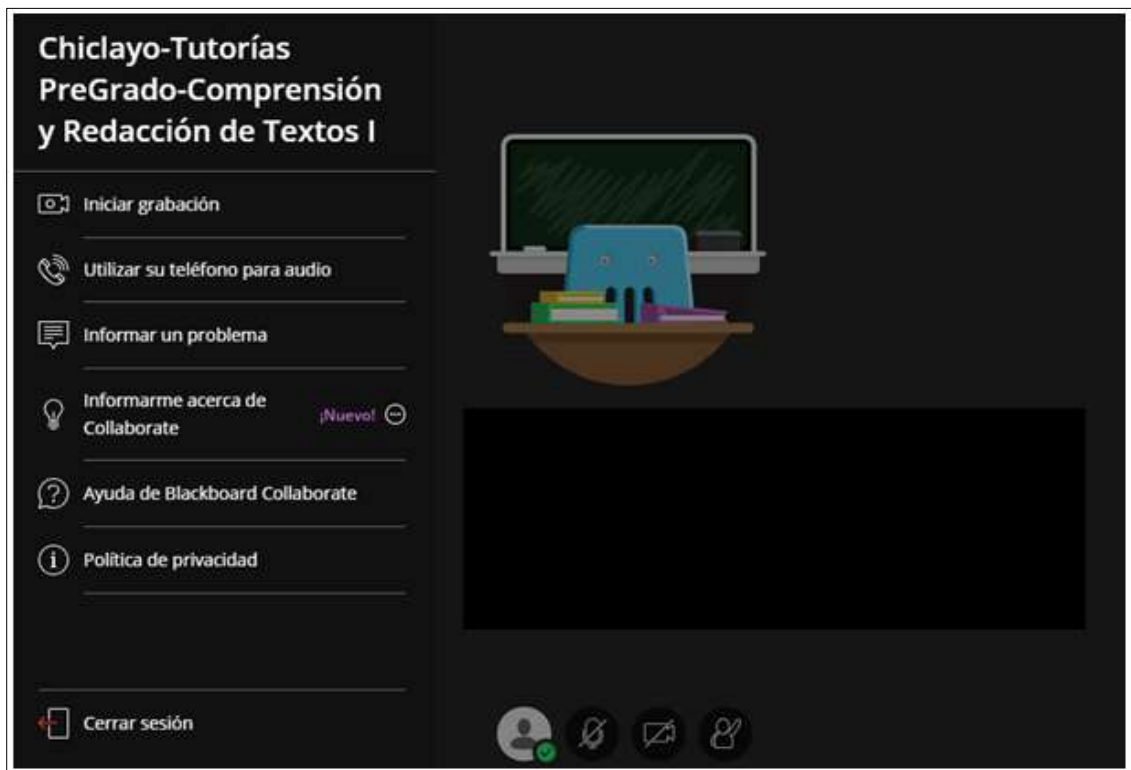 Chiclayo-Tutorías
PreGrado-Comprensión
y Redacción de Textos I
Iniciar grabación
Utilizar su teléfono para audio
Informar un problema
Informarme acerca de
Collaborate
¡Nuevo!
Ayuda de Blackboard Collaborate
Política de privacidad
Cerrar sesión